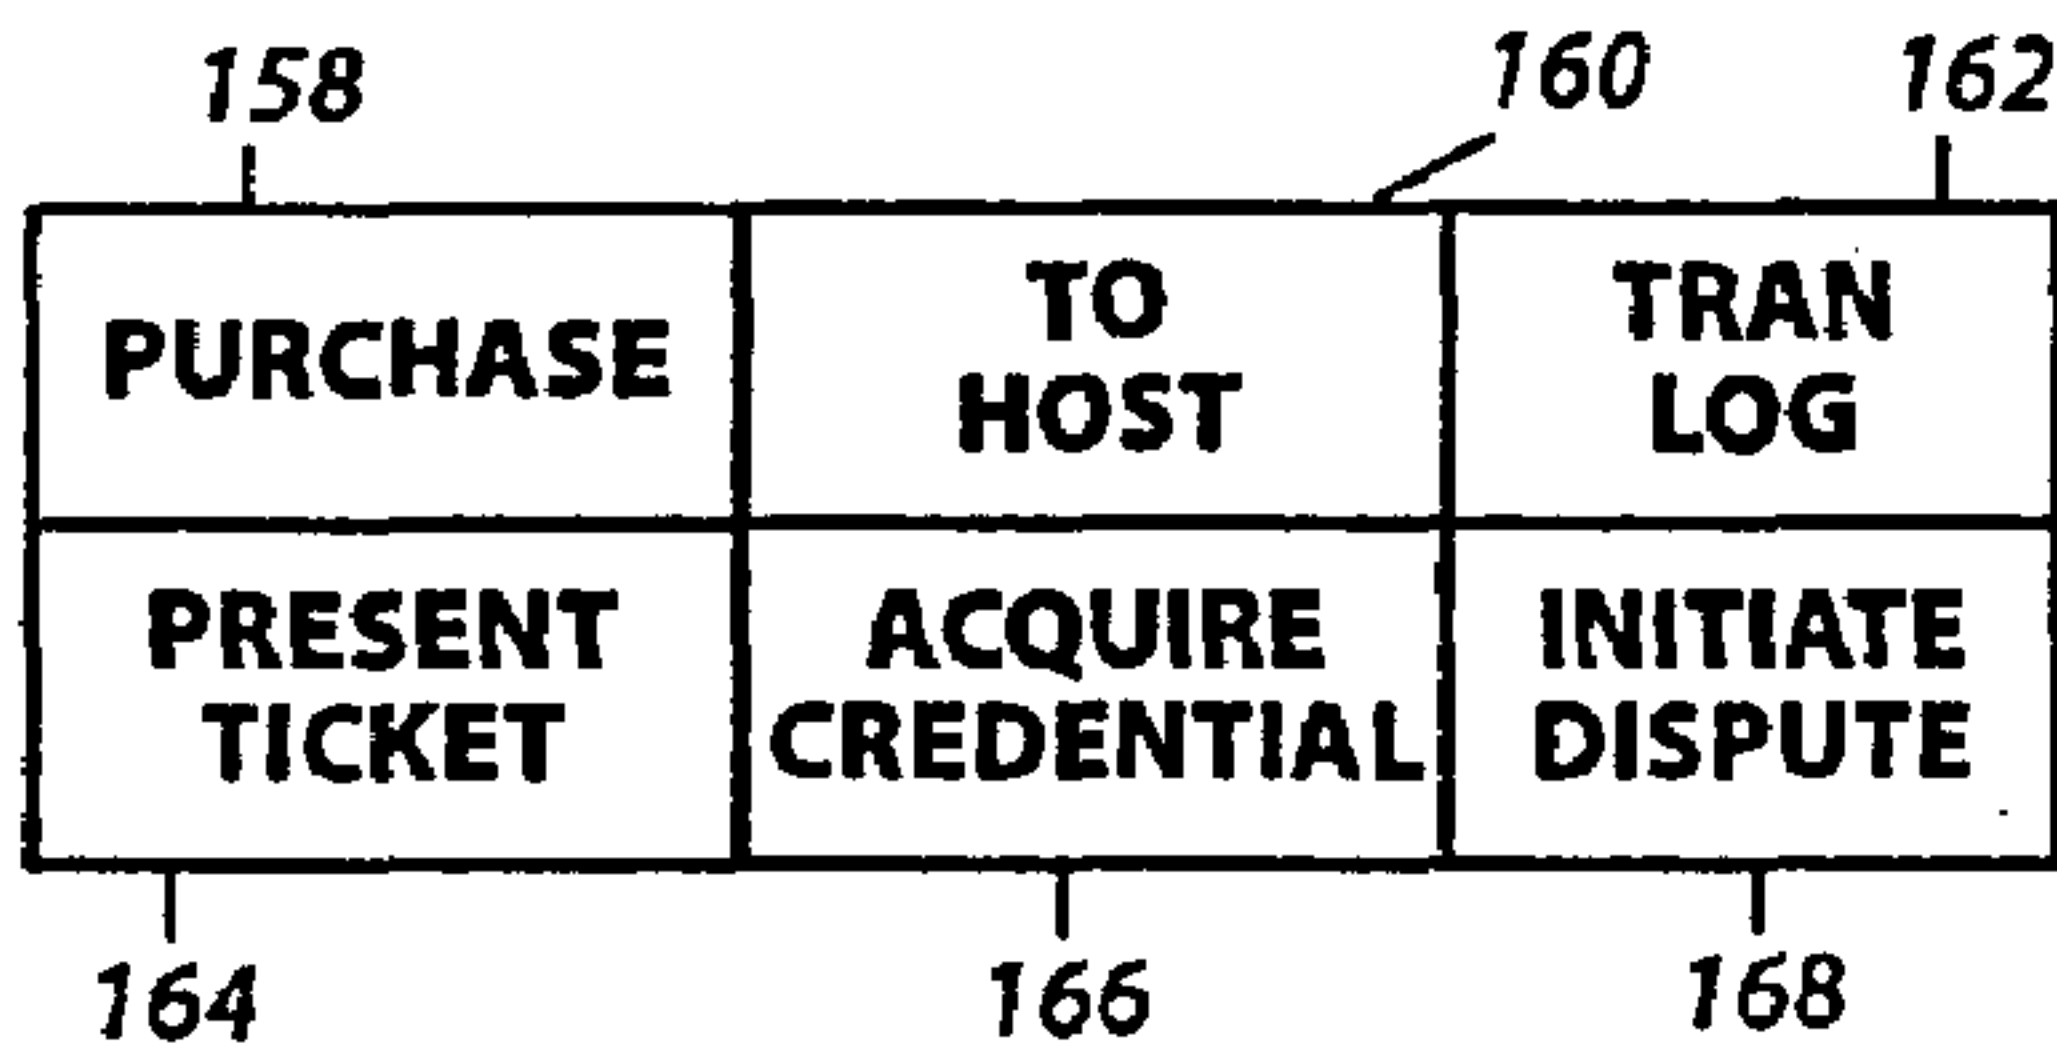 158
160
162
PURCHASE
TO
HOST
TRAN
LOG
PRESENT
TICKET
ACQUIRE
CREDENTIAL
INITIATE
DISPUTE
164
166
168